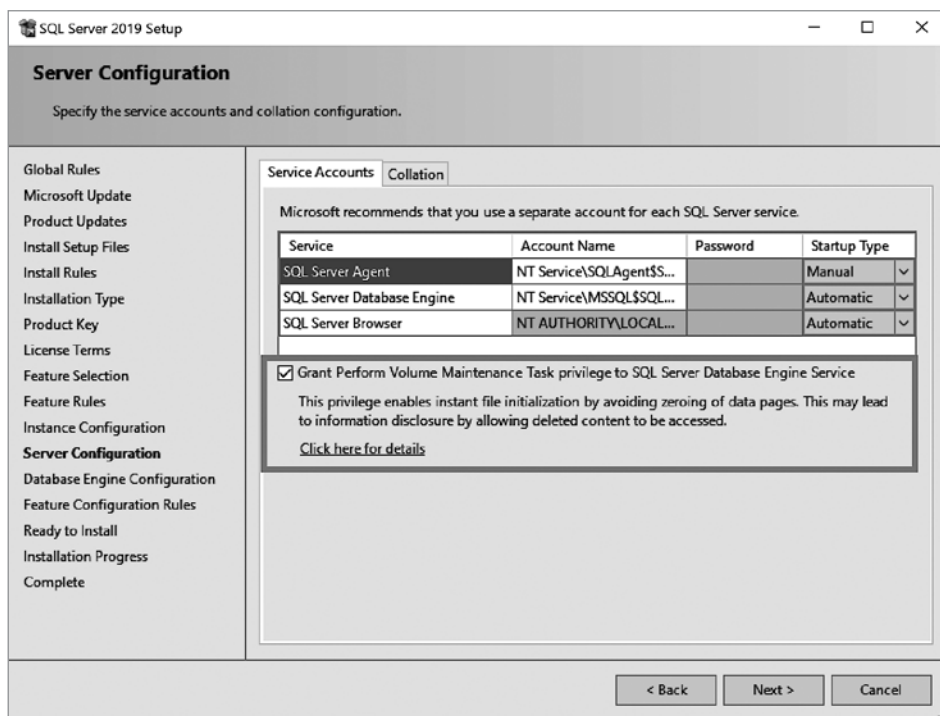 SQL Server 2019 Setup
Server Configuration
Specify the service accounts and collation configuration.
Global Rules
Microsoft Update
Product Updates
Install Setup Files
Install Rules
Installation Type
Product Key
License Terms
Feature Selection
Feature Rules
Instance Configuration
Server Configuration
Database Engine Configuration
Feature Configuration Rules
Ready to Install
Installation Progress
Complete
Service Accounts Collation
Microsoft recommends that you use a separate account for each SQL Server service.
Service Account Name Password Startup Type
SQL Server Agent NT Service\SQLAgent$S... Manual
SQL Server Database Engine NT Service\MSSQL$SQL... Automatic
SQL Server Browser NT AUTHORITY\LOCAL... Automatic
Grant Perform Volume Maintenance Task privilege to SQL Server Database Engine Service
This privilege enables instant file initialization by avoiding zeroing of data pages. This may lead
to information disclosure by allowing deleted content to be accessed.
Click here for details
< Back Next > Cancel